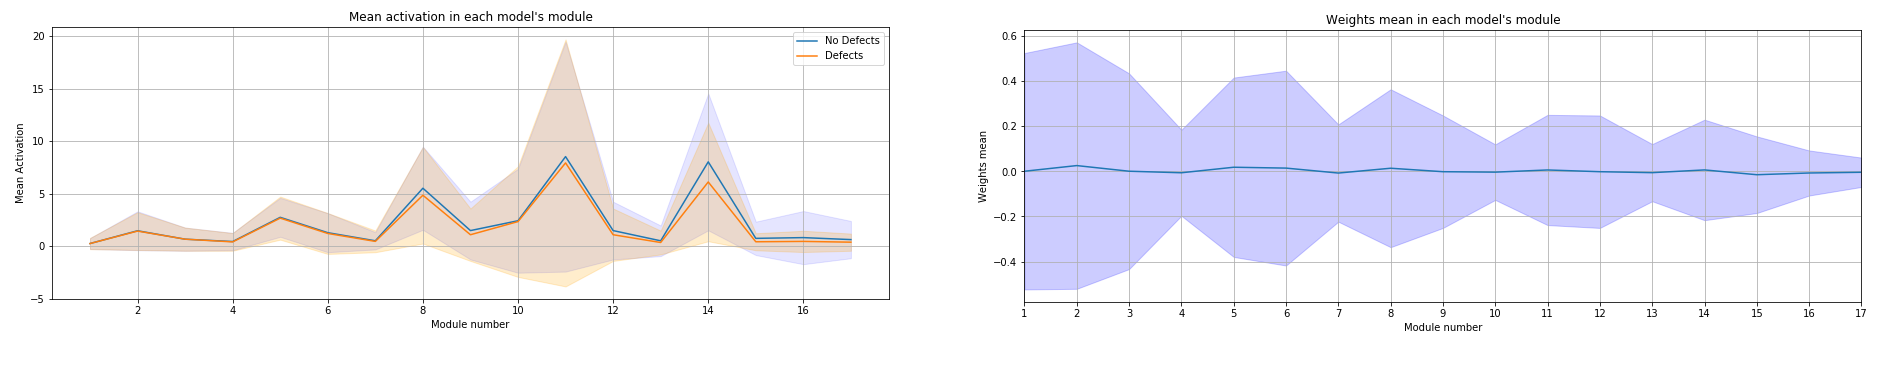 Mean activation in each model's module
20
15
10
5
0
−5
Mean Activation
No Defects
Defects
2 4 6 8 10 12 14 16
Module number
Weights mean in each model's module
0.6
0.4
0.2
0.0
−0.2
−0.4
Weights mean
1 2 3 4 5 6 7 8 9 10 11 12 13 14 15 16 17
Module number